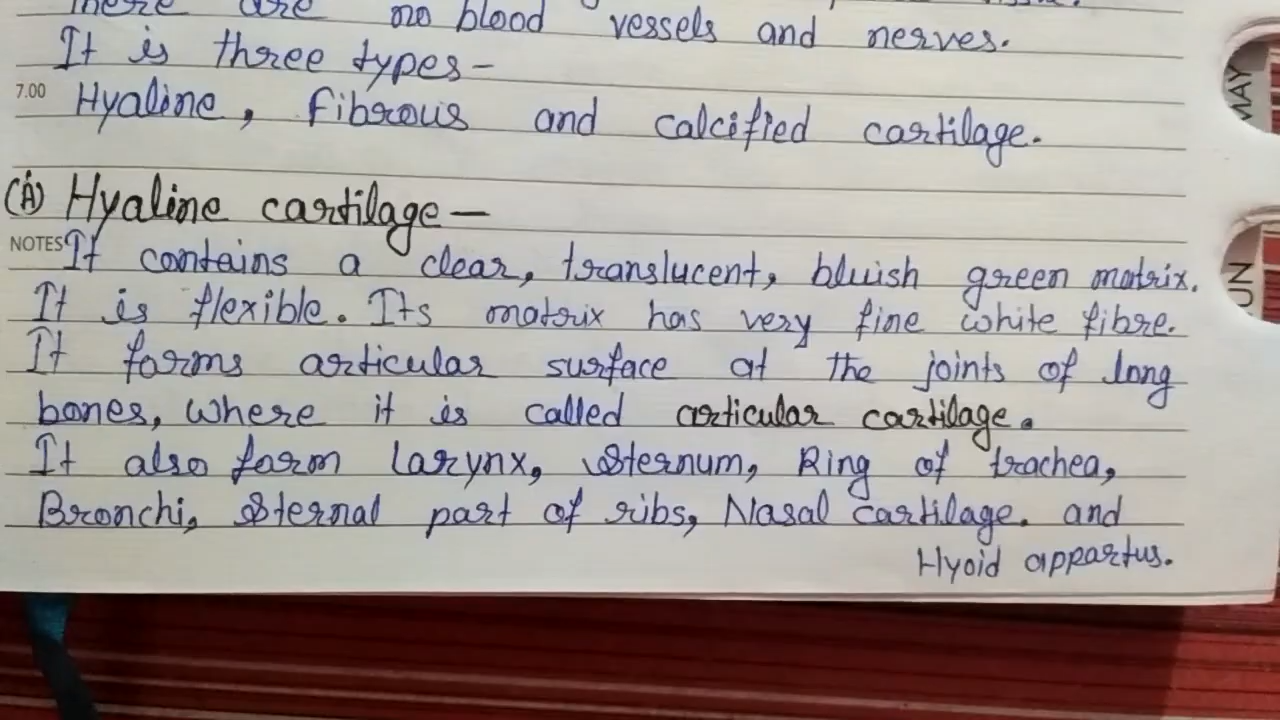 There are no blood vessels and nerves.
It is three types-
7.00 Hyaline, Fibrous and calcified cartilage.
(A) Hyaline cartilage-
NOTES It contains a clear, translucent, bluish green matrix.
It is flexible. Its matrix has very fine white fibre.
It forms articular surface at the joints of long
bones, where it is called articular cartilage.
It also form larynx, Sternum, Ring of trachea,
Bronchi, Sternal part of ribs, Nasal cartilage. and
Hyoid appartus.
MAY
UN